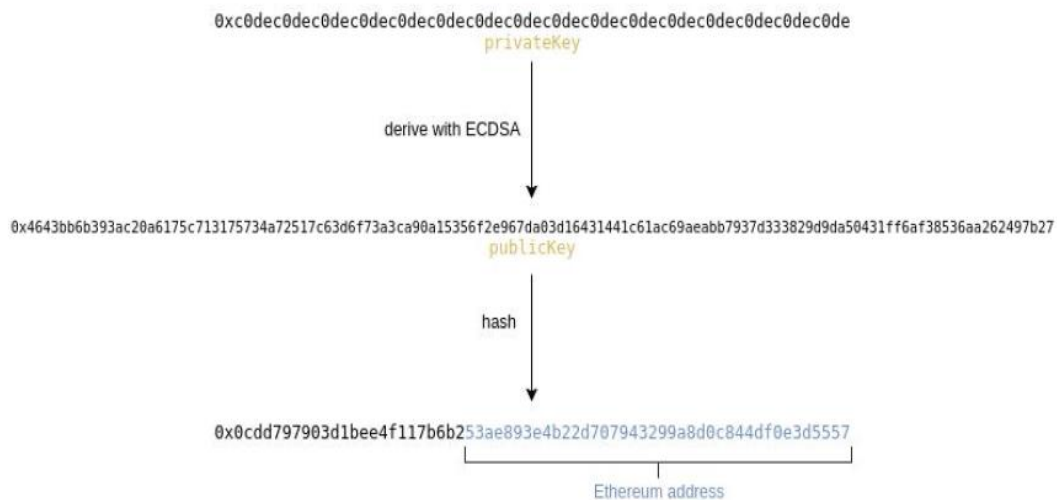 0xc0dec0dec0dec0dec0dec0dec0dec0dec0dec0dec0dec0dec0dec0dec0dec0de
privateKey
derive with ECDSA
0x4643bb6b393ac20a6175c713175734a72517c63d6f73a3ca90a15356f2e967da03d16431441c61ac69aeabb7937d333829d9da50431ff6af38536aa262497b27
publicKey
hash
0x0cdd797903d1bee4f117b6b253ae893e4b22d707943299a8d0c844df0e3d5557
Ethereum address